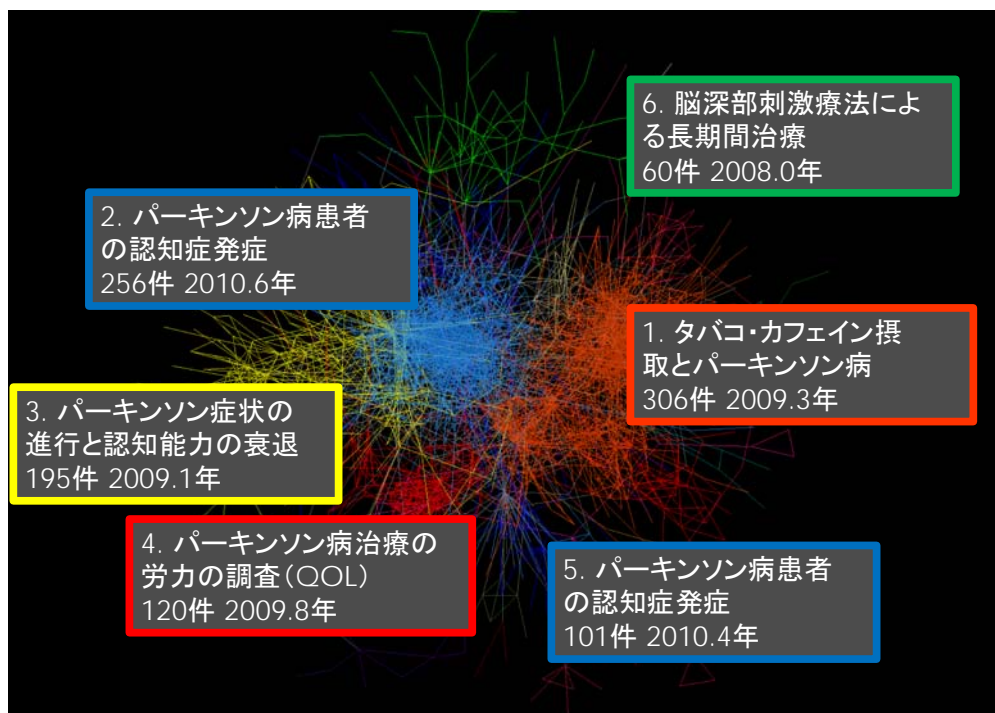 6. 脳深部刺激療法によ
る長期間治療
60件 2008.0年
2. パーキンソン病患者
の認知症発症
256件 2010.6年
1. タバコ・カフェイン摂
取とパーキンソン病
306件 2009.3年
3. パーキンソン症状の
進行と認知能力の衰退
195件 2009.1年
4. パーキンソン病治療の
労力の調査(QOL)
120件 2009.8年
5. パーキンソン病患者
の認知症発症
101件 2010.4年